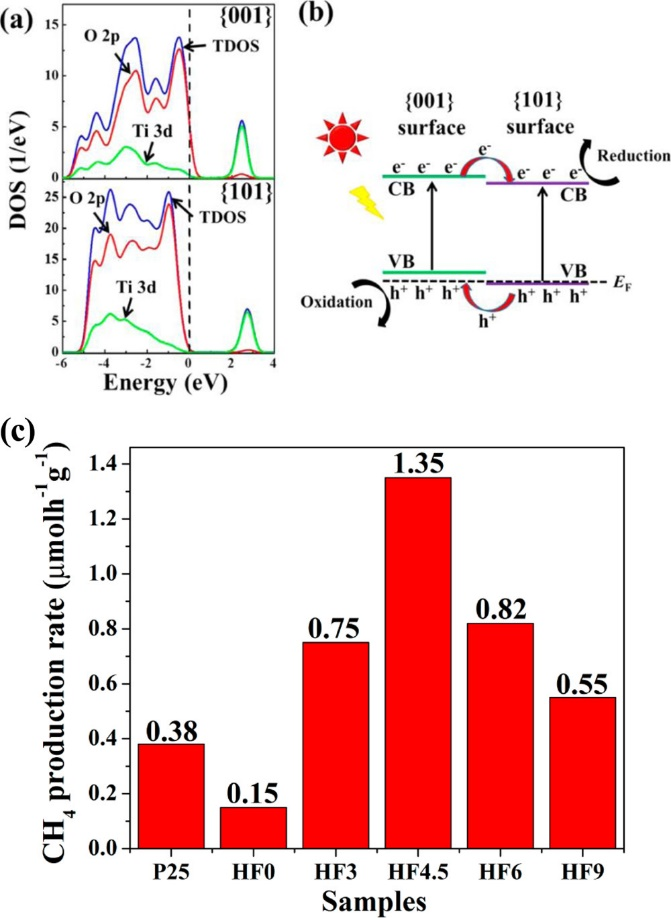 (a)
{001}
O 2p
TDOS
Ti 3d
15
10
5
0
DOS (1/eV)
{101}
O 2p
TDOS
Ti 3d
25
20
15
10
5
0
-6 -4 -2 0 2 4
Energy (eV)
(b)
{001} {101}
surface surface
e⁻
e⁻ e⁻ e⁻ e⁻ e⁻ e⁻
Reduction
CB CB
VB VB
E_F
h⁺ h⁺ h⁺ h⁺ h⁺ h⁺
Oxidation
h⁺
(c)
CH₄ production rate (μmolh⁻¹g⁻¹)
1.4
1.2
1.0
0.8
0.6
0.4
0.2
0.0
0.38
0.15
0.75
1.35
0.82
0.55
P25 HF0 HF3 HF4.5 HF6 HF9
Samples